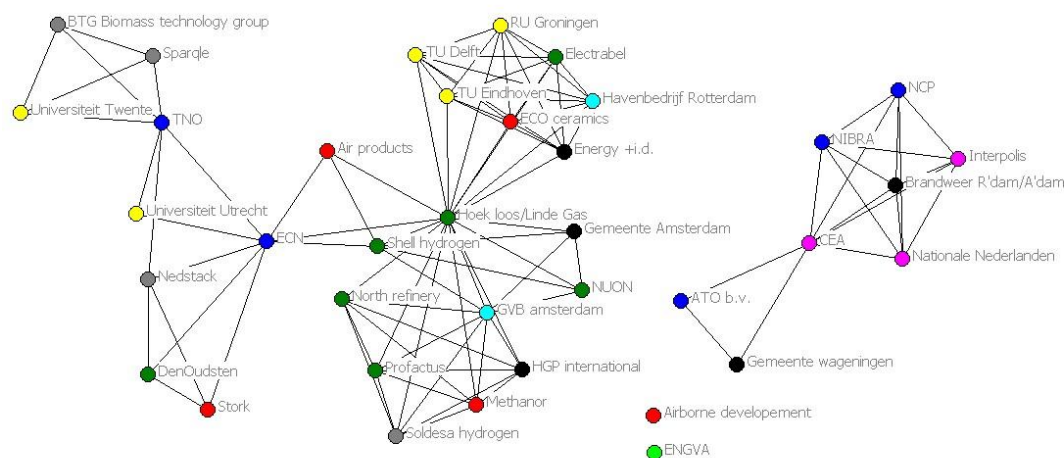 BTG Biomass technology group
Sparqle
Universiteit Twente
TNO
Universiteit Utrecht
ECN
Nedstack
DenOudsten
Stork
RU Groningen
TU Delft
Electrabel
TU Eindhoven
Havenbedrijf Rotterdam
ECO ceramics
Air products
Energy +i.d.
Hoek loos/Linde Gas
Gemeente Amsterdam
Shell hydrogen
NUON
North refinery
GVB amsterdam
Profactus
HGP international
Methanor
Soldesa hydrogen
NCP
NIBRA
Interpolis
Brandweer R'dam/A'dam
CEA
Nationale Nederlanden
ATO b.v.
Gemeente wageningen
Airborne developement
ENGVA